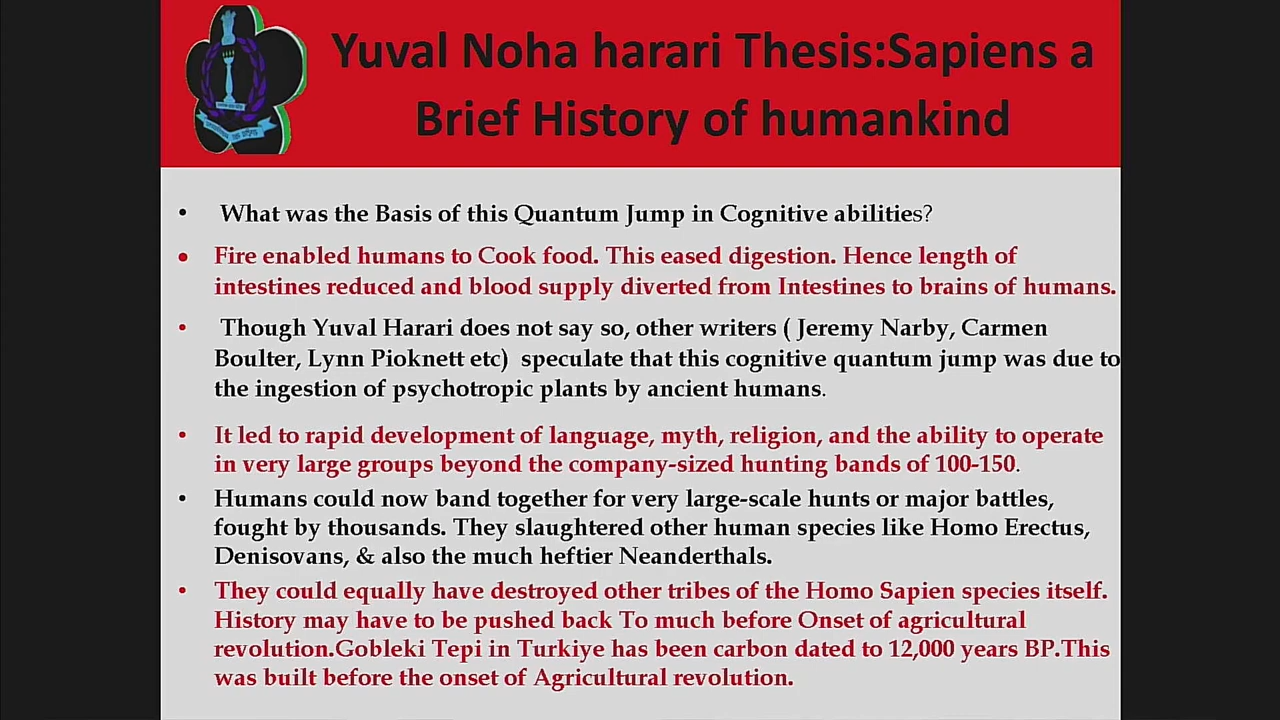 Yuval Noha harari Thesis:Sapiens a
Brief History of humankind
• What was the Basis of this Quantum Jump in Cognitive abilities?
• Fire enabled humans to Cook food. This eased digestion. Hence length of
intestines reduced and blood supply diverted from Intestines to brains of humans.
• Though Yuval Harari does not say so, other writers ( Jeremy Narby, Carmen
Boulter, Lynn Pioknett etc) speculate that this cognitive quantum jump was due to
the ingestion of psychotropic plants by ancient humans.
• It led to rapid development of language, myth, religion, and the ability to operate
in very large groups beyond the company-sized hunting bands of 100-150.
• Humans could now band together for very large-scale hunts or major battles,
fought by thousands. They slaughtered other human species like Homo Erectus,
Denisovans, & also the much heftier Neanderthals.
• They could equally have destroyed other tribes of the Homo Sapien species itself.
History may have to be pushed back To much before Onset of agricultural
revolution.Gobleki Tepi in Turkiye has been carbon dated to 12,000 years BP.This
was built before the onset of Agricultural revolution.